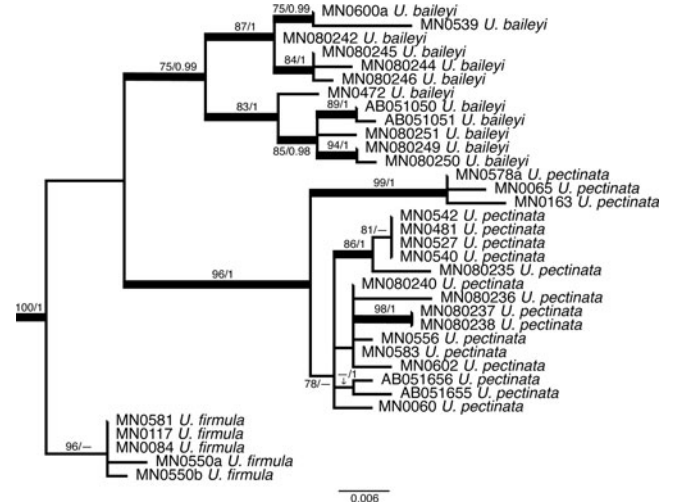 75/0.99
MN0600a U. baileyi
MN0539 U. baileyi
87/1
MN080242 U. baileyi
MN080245 U. baileyi
84/1
MN080244 U. baileyi
MN080246 U. baileyi
75/0.99
MN0472 U. baileyi
83/1
89/1
AB051050 U. baileyi
AB051051 U. baileyi
MN080251 U. baileyi
85/0.98
94/1
MN080249 U. baileyi
MN080250 U. baileyi
MN0578a U. pectinata
99/1
MN0065 U. pectinata
MN0163 U. pectinata
MN0542 U. pectinata
81/—
MN0481 U. pectinata
MN0527 U. pectinata
86/1
MN0540 U. pectinata
MN080235 U. pectinata
96/1
MN080240 U. pectinata
MN080236 U. pectinata
98/1
MN080237 U. pectinata
MN080238 U. pectinata
100/1
MN0556 U. pectinata
MN0583 U. pectinata
MN0602 U. pectinata
—/1
78/—
AB051656 U. pectinata
AB051655 U. pectinata
MN0060 U. pectinata
MN0581 U. firmula
MN0117 U. firmula
96/—
MN0084 U. firmula
MN0550a U. firmula
MN0550b U. firmula
0.006